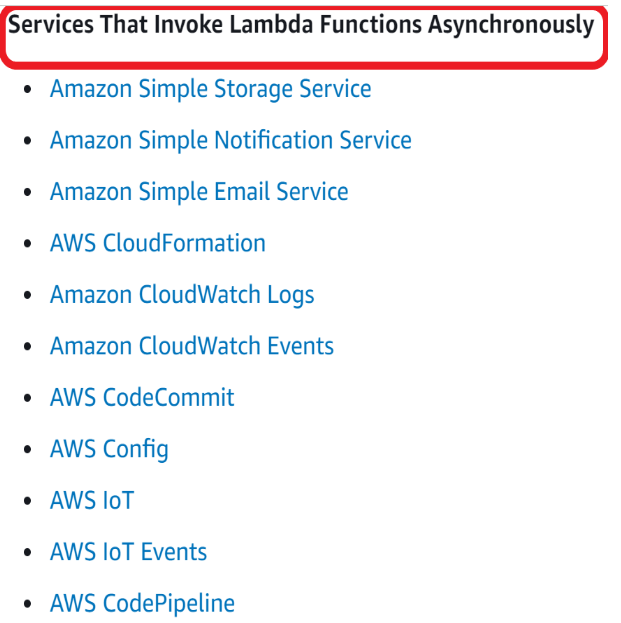 Services That Invoke Lambda Functions Asynchronously
• Amazon Simple Storage Service
• Amazon Simple Notification Service
• Amazon Simple Email Service
• AWS CloudFormation
• Amazon CloudWatch Logs
• Amazon CloudWatch Events
• AWS CodeCommit
• AWS Config
• AWS IoT
• AWS IoT Events
• AWS CodePipeline